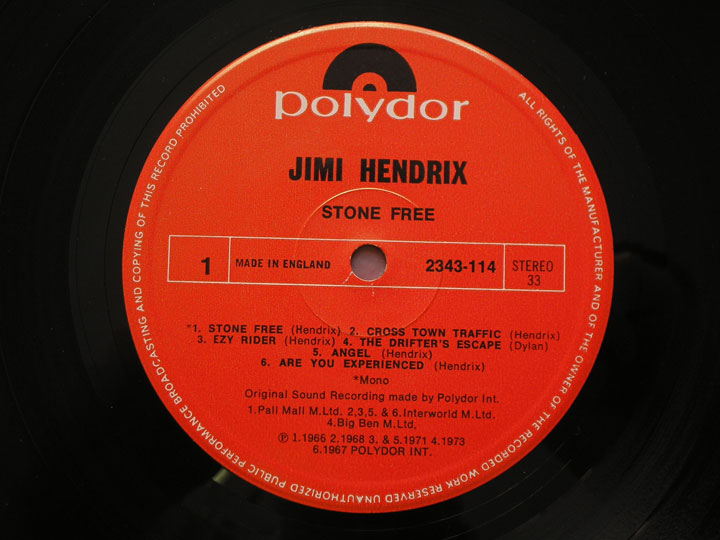 polydor
JIMI HENDRIX
STONE FREE
1
MADE IN ENGLAND
2343-114
STEREO
33
*1. STONE FREE (Hendrix) 2. CROSS TOWN TRAFFIC (Hendrix)
3. EZY RIDER (Hendrix) 4. THE DRIFTER'S ESCAPE (Dylan)
5. ANGEL (Hendrix)
6. ARE YOU EXPERIENCED (Hendrix)
*Mono
Original Sound Recording made by Polydor Int.
1.Pall Mall M.Ltd. 2,3,5. & 6.Interworld M.Ltd.
4.Big Ben M.Ltd,
℗ 1.1966 2.1968 3, & 5.1971 4.1973
6.1967 POLYDOR INT.
ALL RIGHTS OF THE MANUFACTURER AND OF THE OWNER OF THE RECORDED WORK RESERVED UNAUTHORIZED PUBLIC PERFORMANCE BROADCASTING AND COPYING OF THIS RECORD PROHIBITED